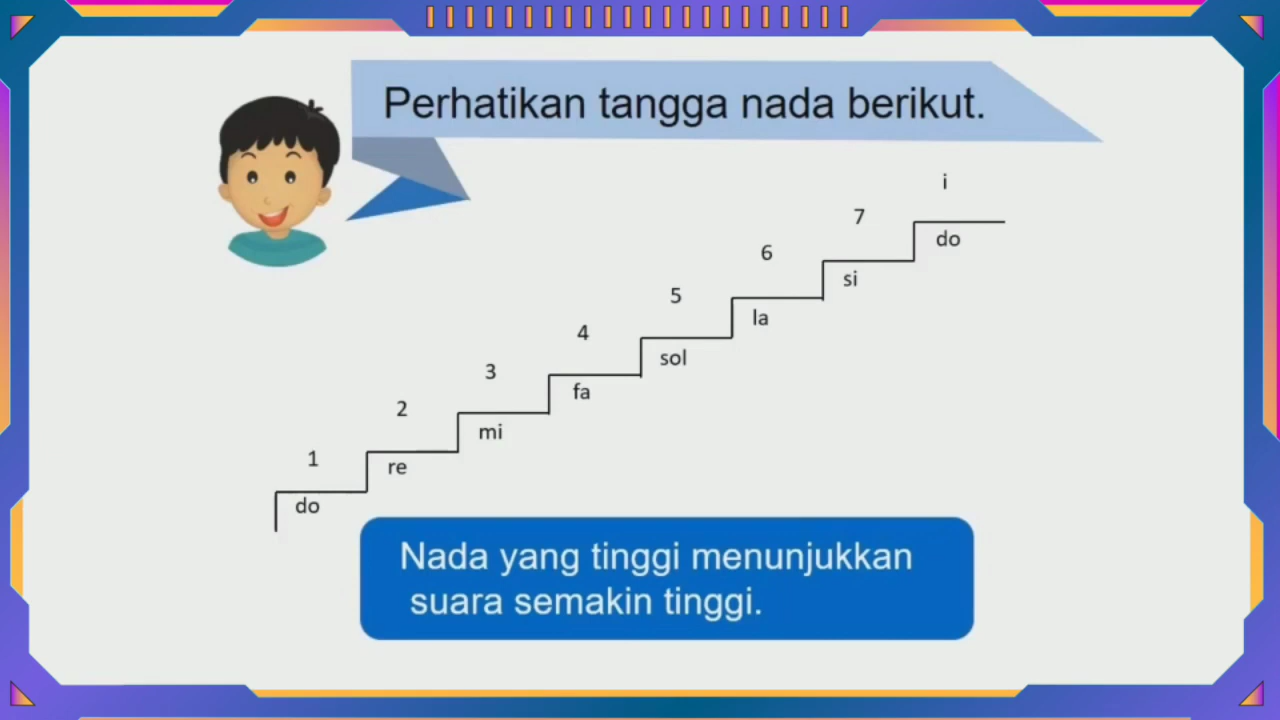 Perhatikan tangga nada berikut.
i
7
do
6
si
5
la
4
sol
3
fa
2
mi
1
re
do
Nada yang tinggi menunjukkan
suara semakin tinggi.